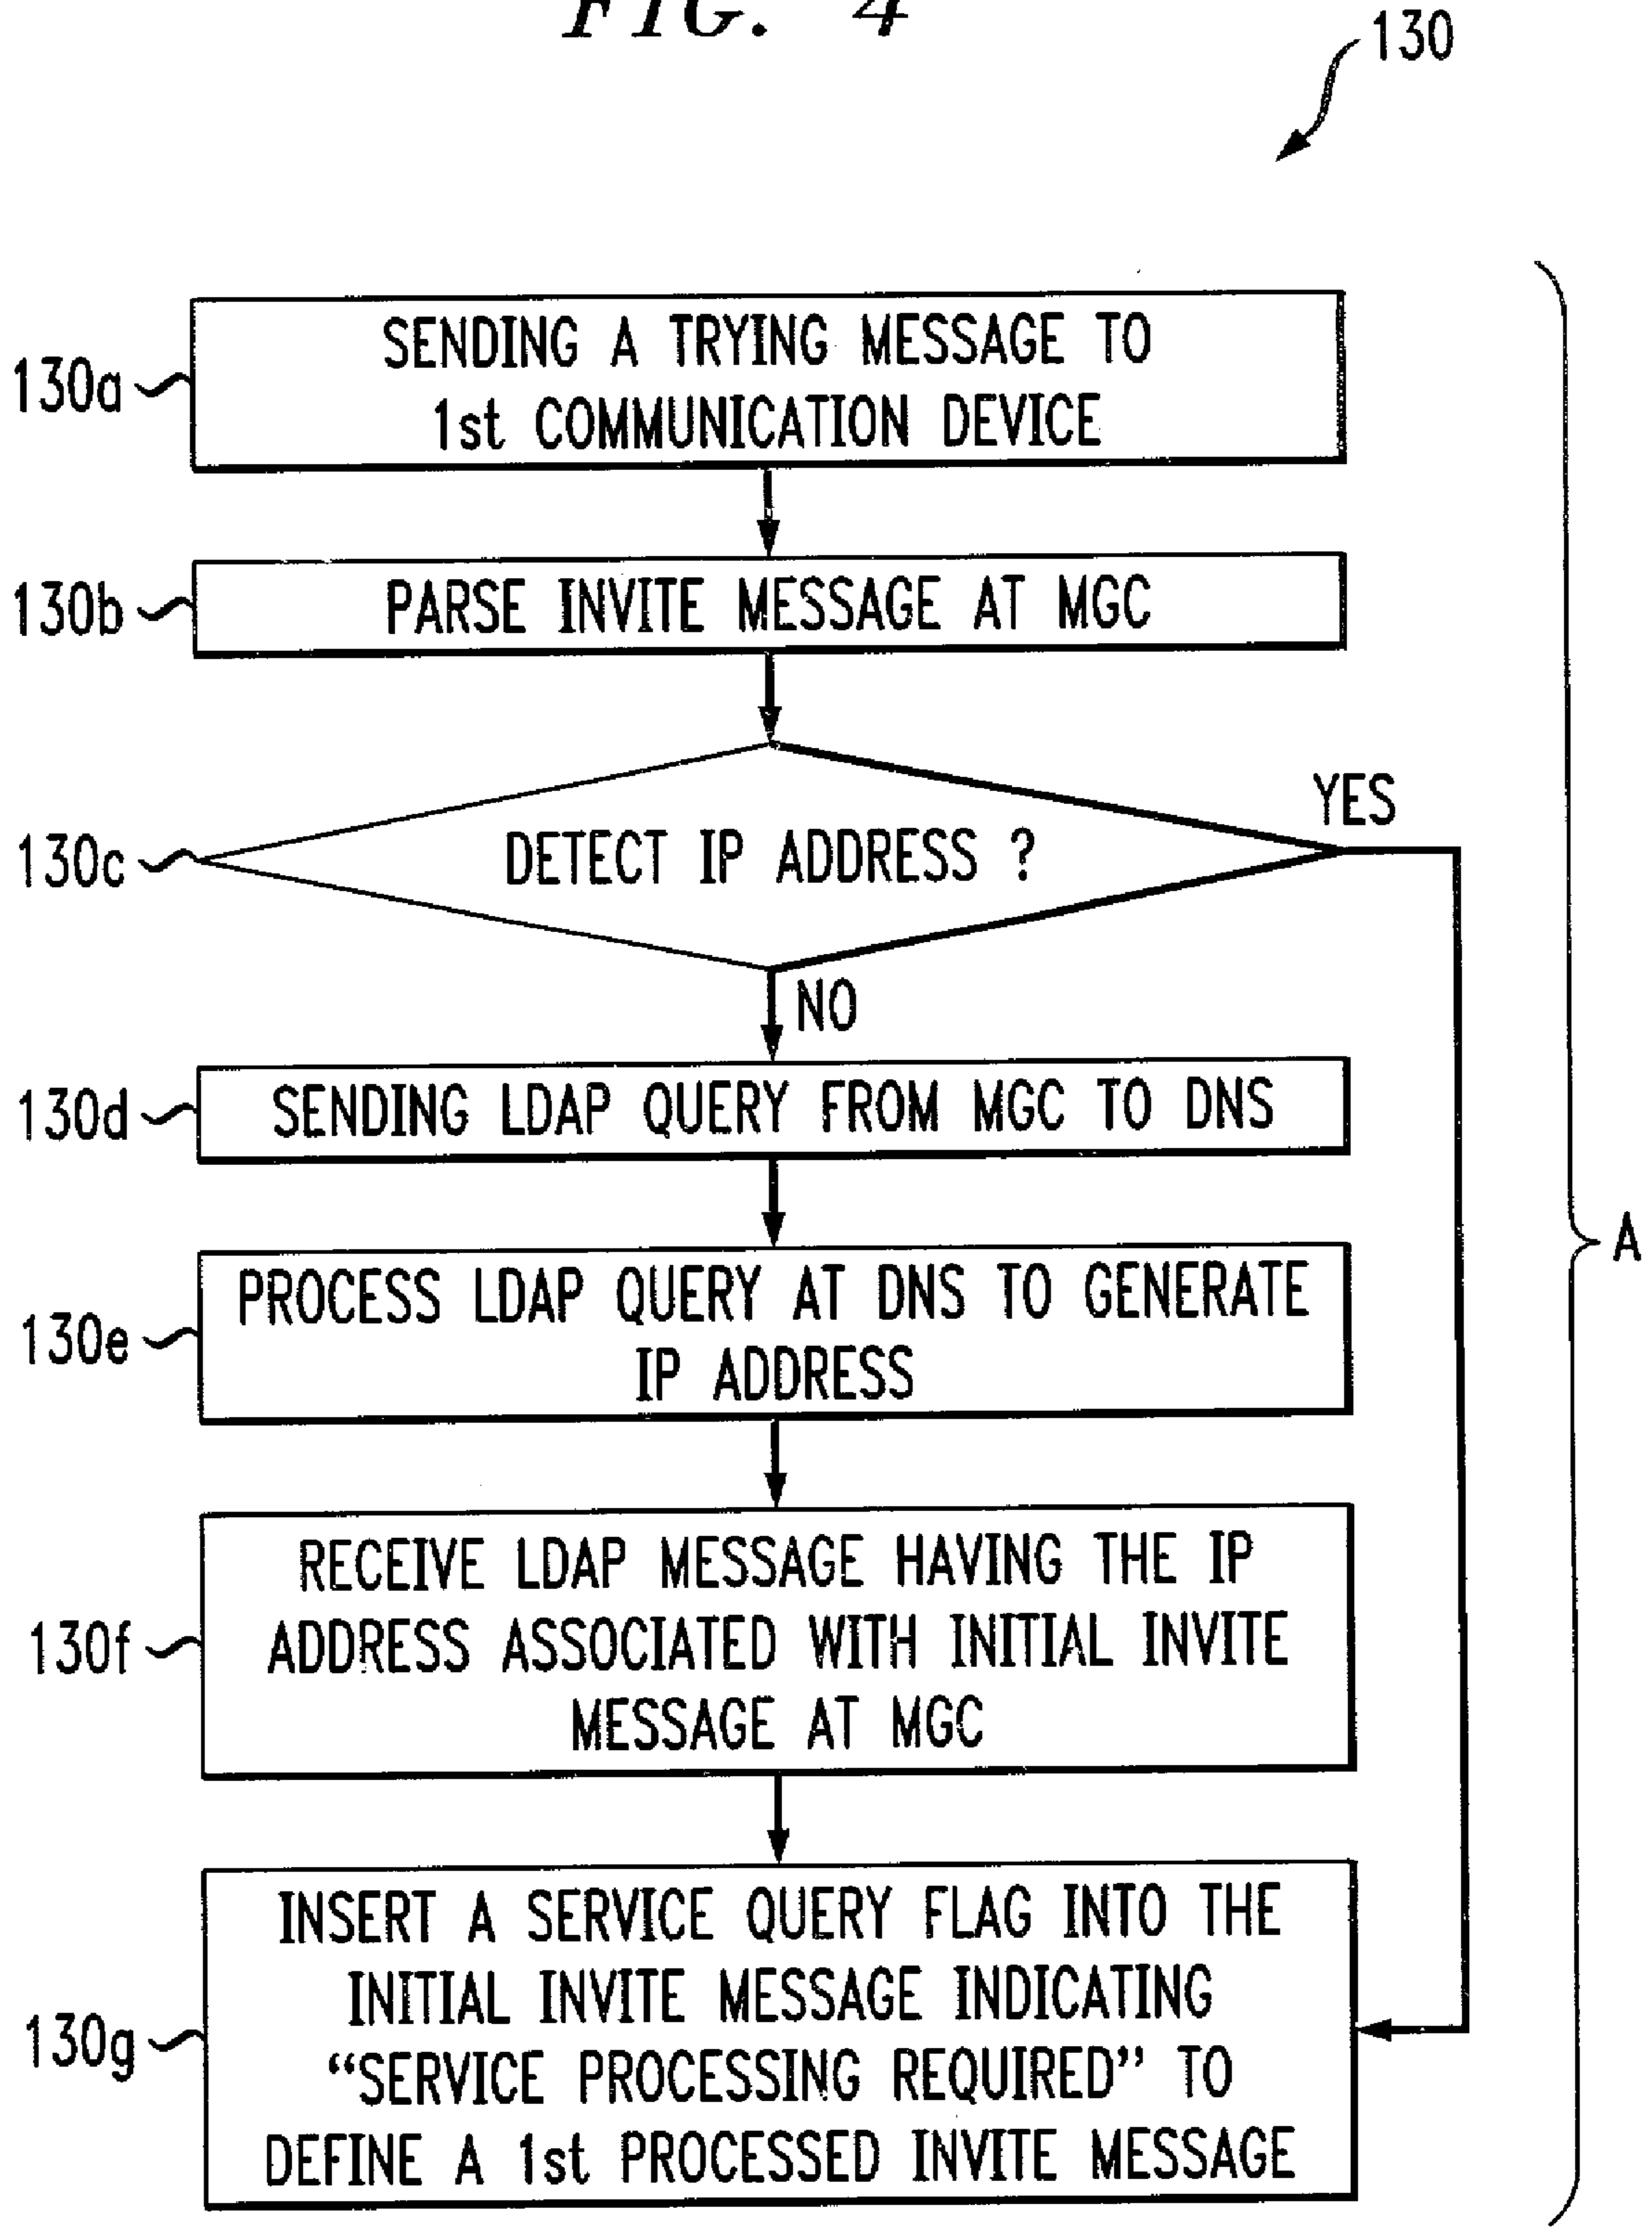 FIG. 4
130
130a
SENDING A TRYING MESSAGE TO
1st COMMUNICATION DEVICE
130b
PARSE INVITE MESSAGE AT MGC
YES
130c
DETECT IP ADDRESS ?
NO
130d
SENDING LDAP QUERY FROM MGC TO DNS
A
130e
PROCESS LDAP QUERY AT DNS TO GENERATE
IP ADDRESS
130f
RECEIVE LDAP MESSAGE HAVING THE IP
ADDRESS ASSOCIATED WITH INITIAL INVITE
MESSAGE AT MGC
130g
INSERT A SERVICE QUERY FLAG INTO THE
INITIAL INVITE MESSAGE INDICATING
“SERVICE PROCESSING REQUIRED” TO
DEFINE A 1st PROCESSED INVITE MESSAGE